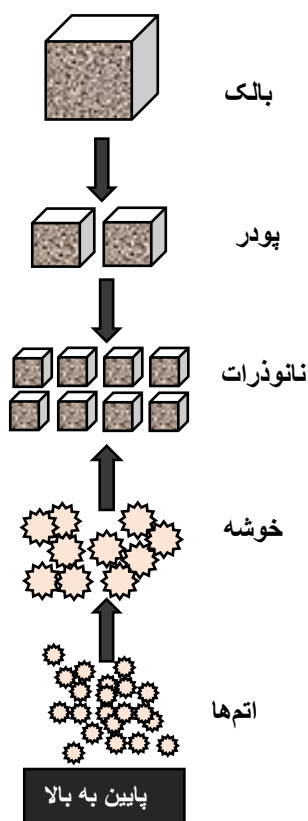 بالک
پودر
نانوذرات
خوشه
اتم‌ها
پایین به بالا